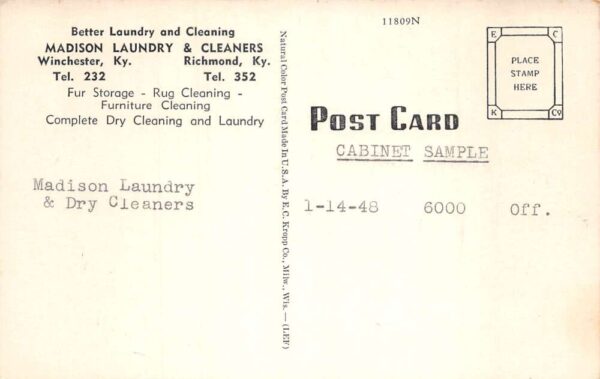 Better Laundry and Cleaning
MADISON LAUNDRY & CLEANERS
Winchester, Ky. Richmond, Ky.
Tel. 232 Tel. 352
Fur Storage - Rug Cleaning -
Furniture Cleaning
Complete Dry Cleaning and Laundry
Madison Laundry
& Dry Cleaners
Natural Color Post Card Made In U.S.A. By E.C. Kropp Co., Milw., Wis. — (LEF)
11809N
E C
PLACE
STAMP
HERE
K Co
POST CARD
CABINET SAMPLE
1-14-48 6000 Off.